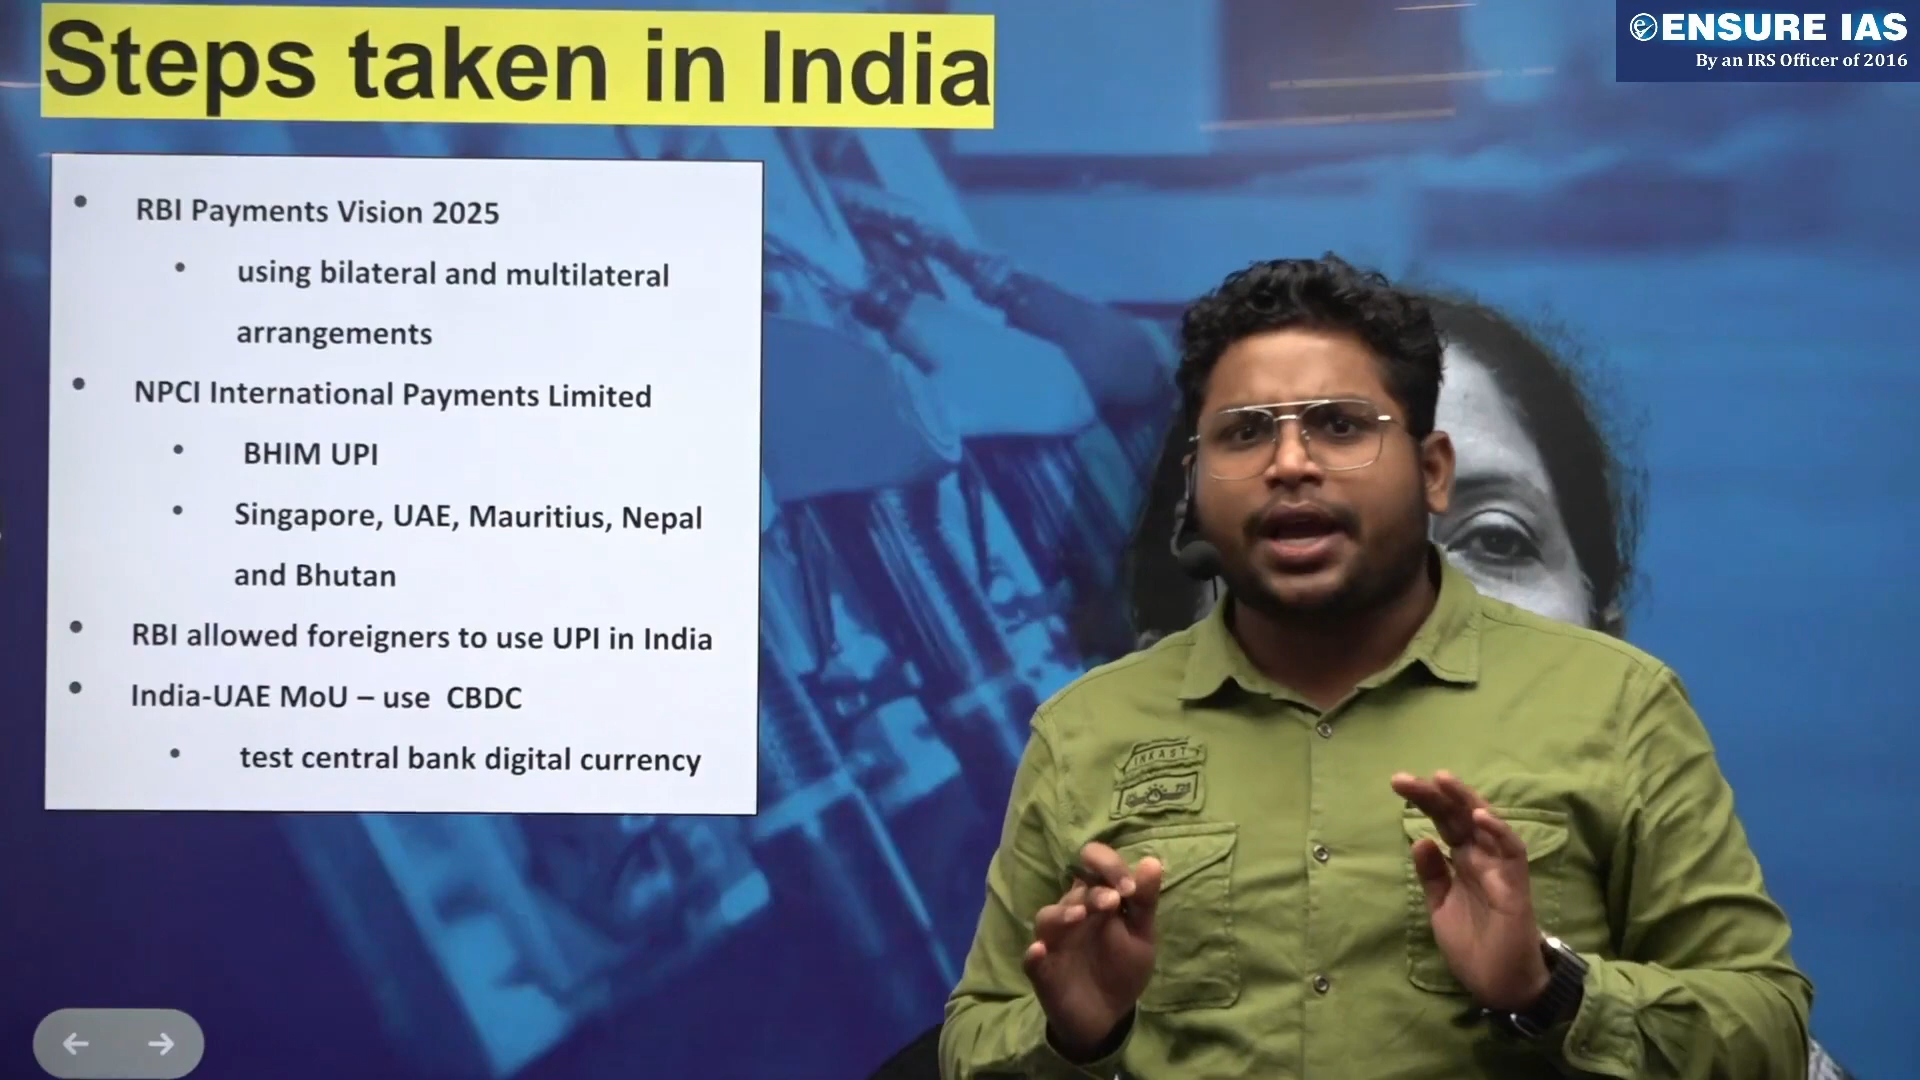 Steps taken in India
ENSURE IAS
By an IRS Officer of 2016
• RBI Payments Vision 2025
• using bilateral and multilateral
arrangements
• NPCI International Payments Limited
• BHIM UPI
• Singapore, UAE, Mauritius, Nepal
and Bhutan
• RBI allowed foreigners to use UPI in India
• India-UAE MoU – use CBDC
• test central bank digital currency